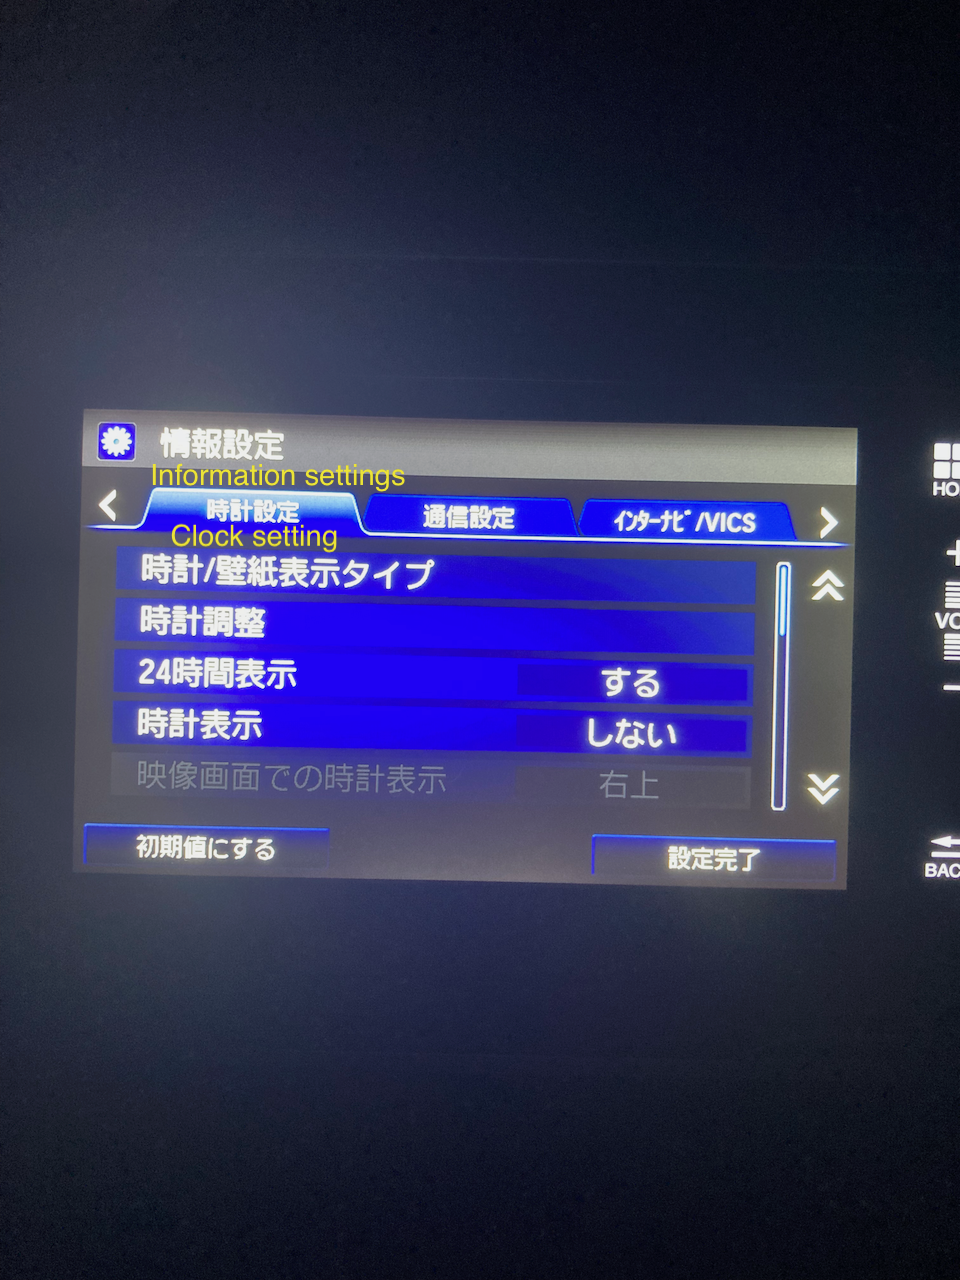 情報設定
Information settings
時計設定
Clock setting
通信設定
インターナビ/VICS
時計/壁紙表示タイプ
時計調整
24時間表示 する
時計表示 しない
映像画面での時計表示 右上
初期値にする
設定完了